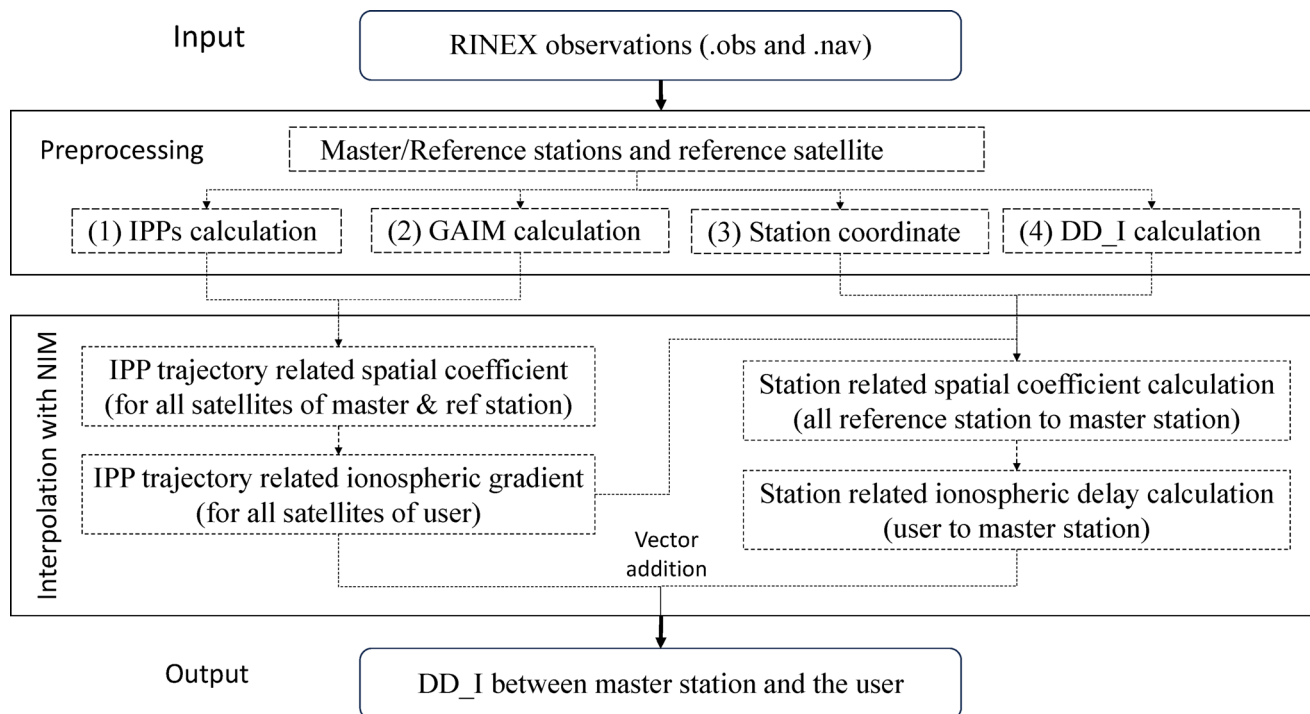 Input
RINEX observations (.obs and .nav)
Preprocessing
Master/Reference stations and reference satellite
(1) IPPs calculation
(2) GAIM calculation
(3) Station coordinate
(4) DD_I calculation
Interpolation with NIM
IPP trajectory related spatial coefficient
(for all satellites of master & ref station)
IPP trajectory related ionospheric gradient
(for all satellites of user)
Station related spatial coefficient calculation
(all reference station to master station)
Station related ionospheric delay calculation
(user to master station)
Vector
addition
Output
DD_I between master station and the user